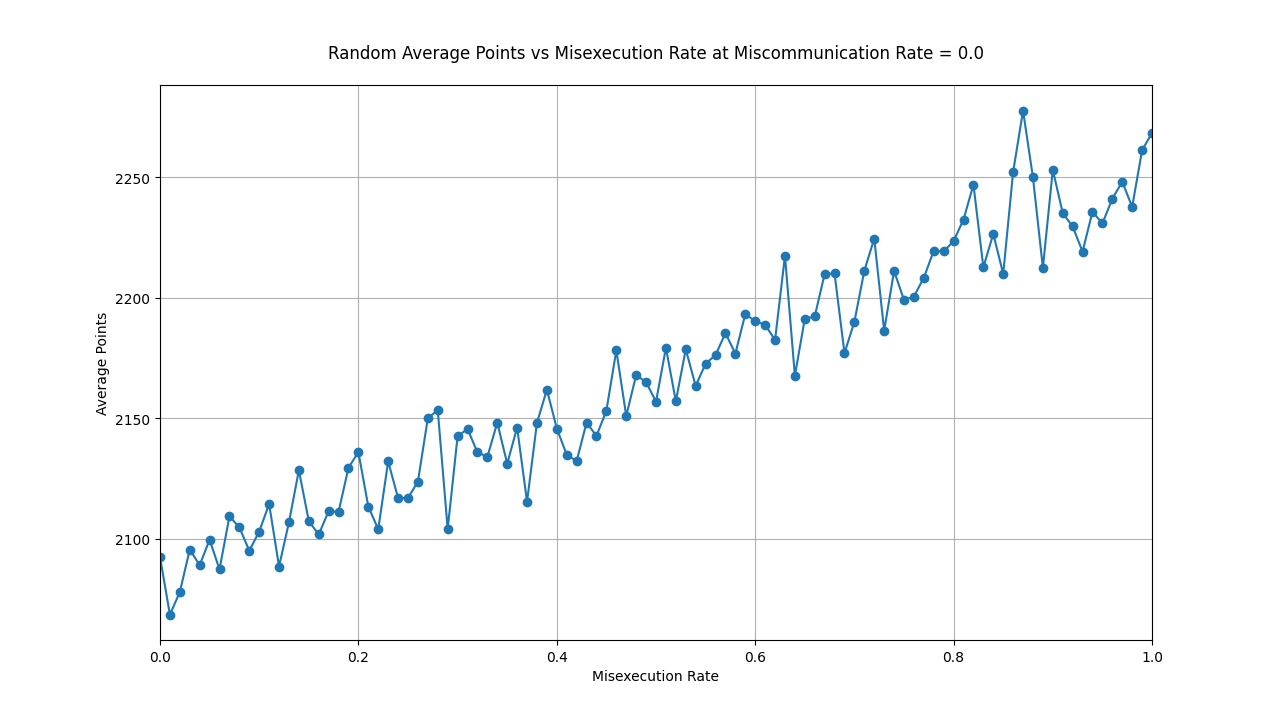 Random Average Points vs Misexecution Rate at Miscommunication Rate = 0.0
Average Points
2250
2200
2150
2100
0.0 0.2 0.4 0.6 0.8 1.0
Misexecution Rate